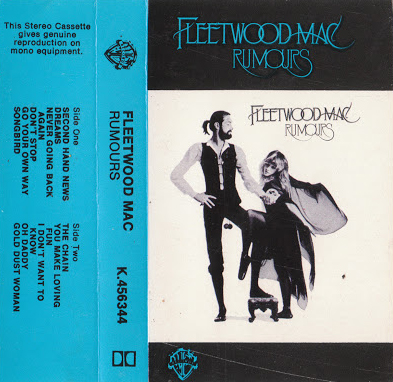 This Stereo Cassette
gives genuine
reproduction on
mono equipment.
Side One
SECOND HAND NEWS
DREAMS
NEVER GOING BACK
AGAIN
DON'T STOP
GO YOUR OWN WAY
SONGBIRD
Side Two
THE CHAIN
YOU MAKE LOVING
FUN
I DON'T WANT TO
KNOW
OH DADDY
GOLD DUST WOMAN
FLEETWOOD MAC
RUMOURS
K.456344
FLEETWOOD MAC
RUMOURS
FLEETWOOD MAC
RUMOURS